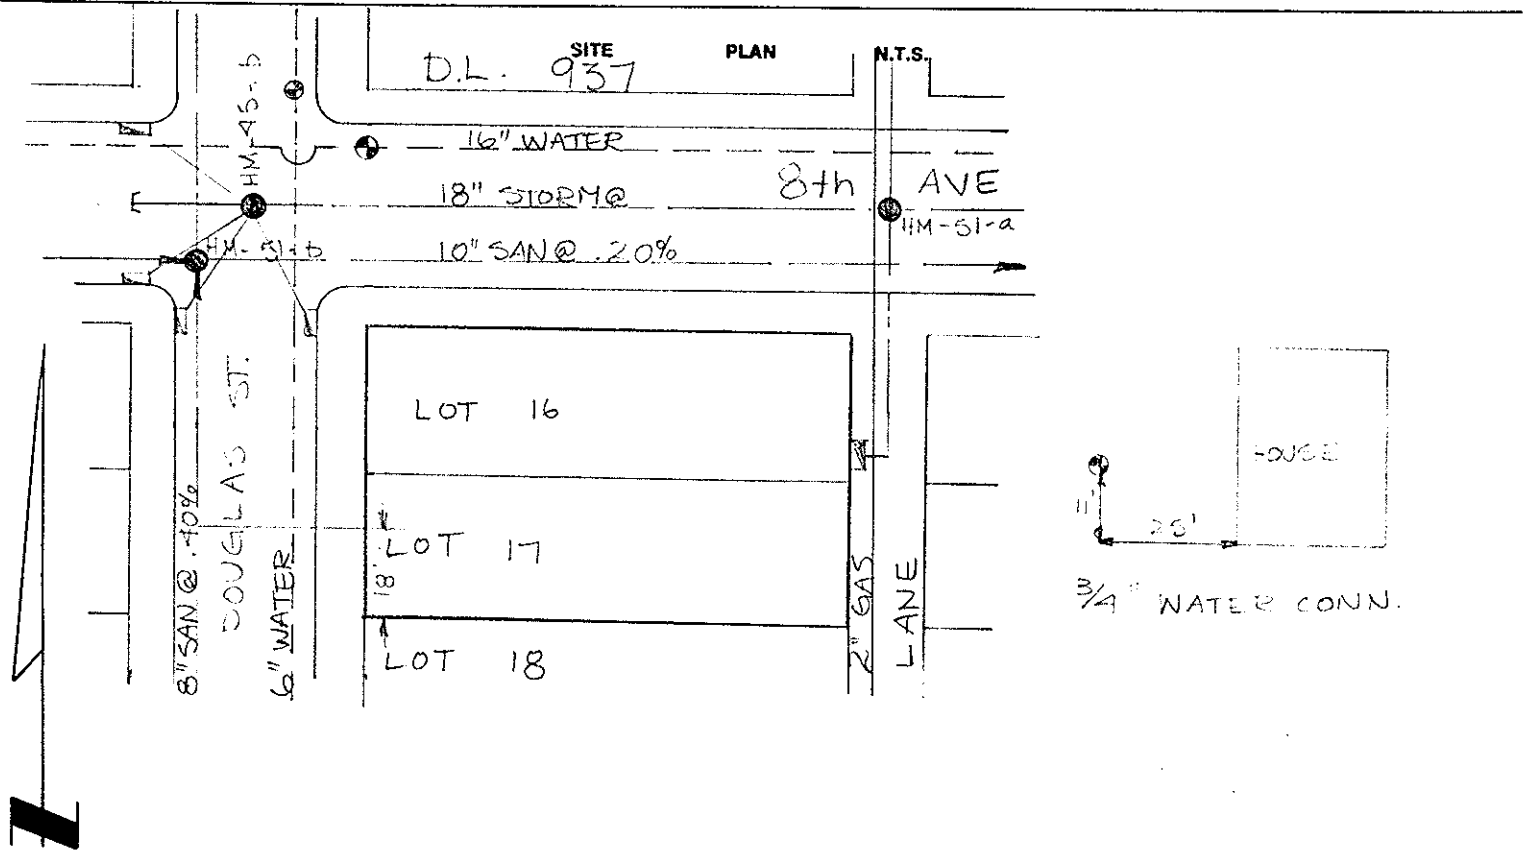 SITE PLAN N.T.S.
D.L. 937
HM-45-b
16" WATER
18" STORM@
8th AVE
HM-51-a
HM-51-b
10" SAN@ .20%
LOT 16
LOT 17
18'
LOT 18
8" SAN@ .40%
DOUGLAS ST.
6" WATER
2" GAS
LANE
HOUSE
11'
25'
3/4" WATER CONN.
N